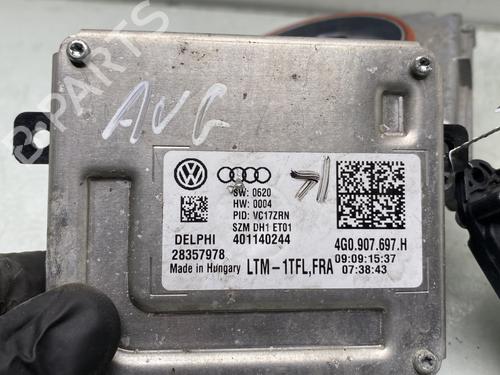 AVG
SW: 0620
HW: 0004
PID: VC17ZRN
SZM DH1 ET01
DELPHI 401140244
28357978
4G0.907.697.H
09:09:15:37
07:38:43
Made in Hungary LTM-1TFL,FRA